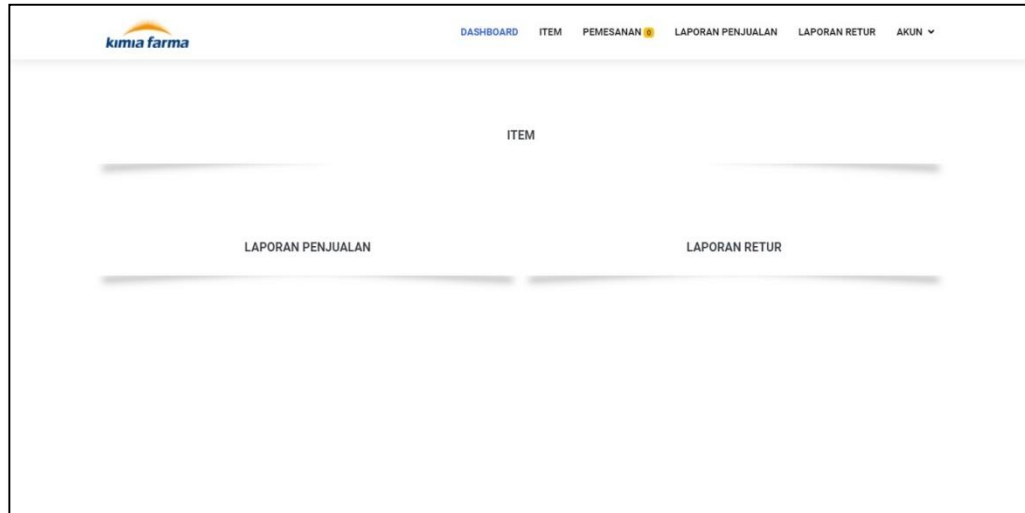 kimia farma
DASHBOARD ITEM PEMESANAN 0 LAPORAN PENJUALAN LAPORAN RETUR AKUN
ITEM
LAPORAN PENJUALAN LAPORAN RETUR